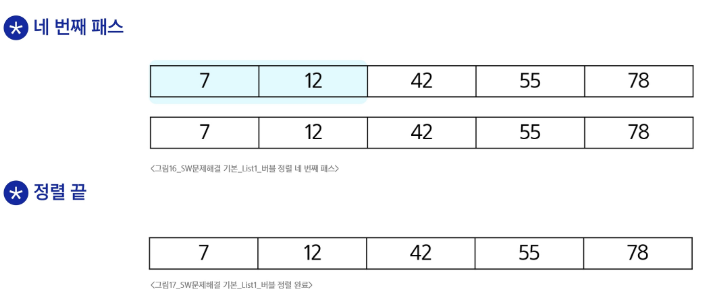 네 번째 패스
7 12 42 55 78
7 12 42 55 78
<그림16_SW문제해결 기본_List1_버블 정렬 네 번째 패스>
정렬 끝
7 12 42 55 78
<그림17_SW문제해결 기본_List1_버블 정렬 완료>